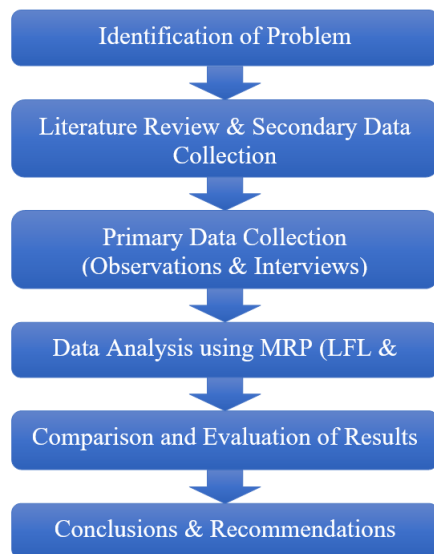 Identification of Problem
Literature Review & Secondary Data
Collection
Primary Data Collection
(Observations & Interviews)
Data Analysis using MRP (LFL &
Comparison and Evaluation of Results
Conclusions & Recommendations